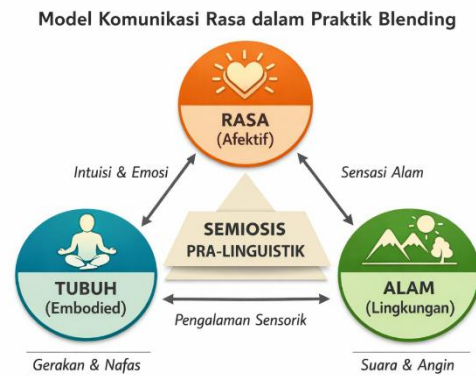 Model Komunikasi Rasa dalam Praktik Blending
RASA
(Afektif)
Intuisi & Emosi
Sensasi Alam
SEMIOSIS
PRA-LINGUISTIK
TUBUH
(Embodied)
ALAM
(Lingkungan)
Pengalaman Sensorik
Gerakan & Nafas
Suara & Angin